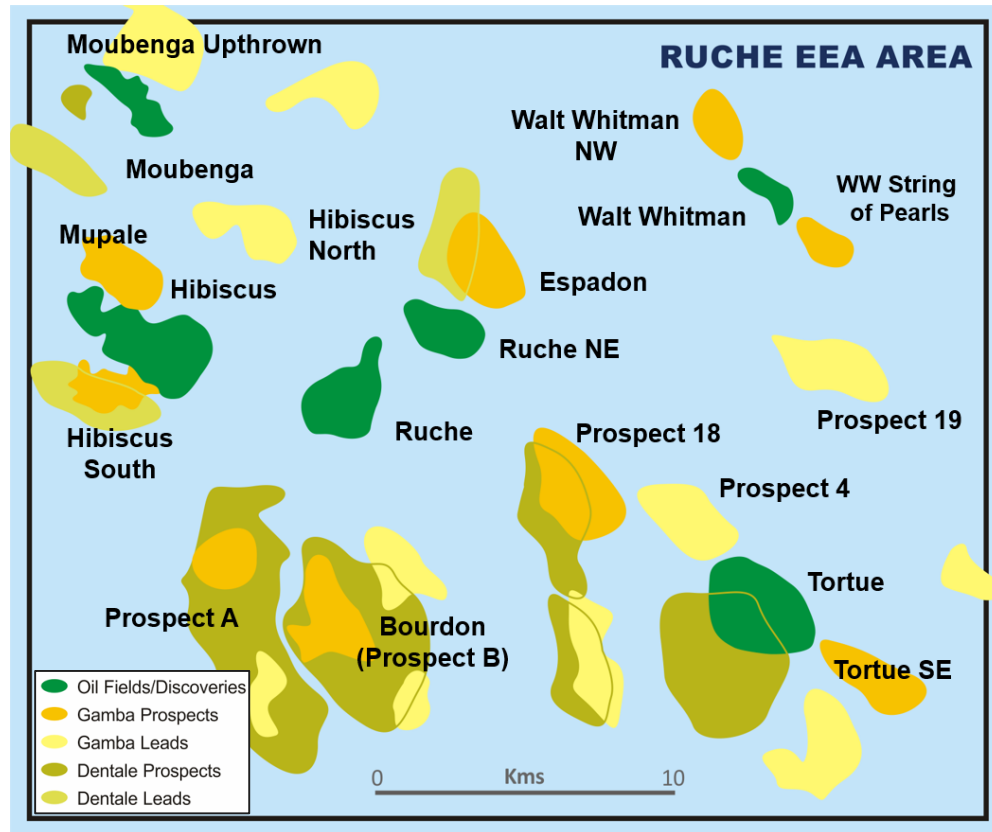 Moubenga Upthrown
RUCHE EEA AREA
Walt Whitman
NW
Moubenga
WW String
of Pearls
Walt Whitman
Hibiscus
North
Mupale
Hibiscus
Espadon
Ruche NE
Prospect 19
Ruche
Prospect 18
Hibiscus
South
Prospect 4
Tortue
Prospect A
Bourdon
(Prospect B)
Tortue SE
Oil Fields/Discoveries
Gamba Prospects
Gamba Leads
Dentale Prospects
Dentale Leads
0 Kms 10